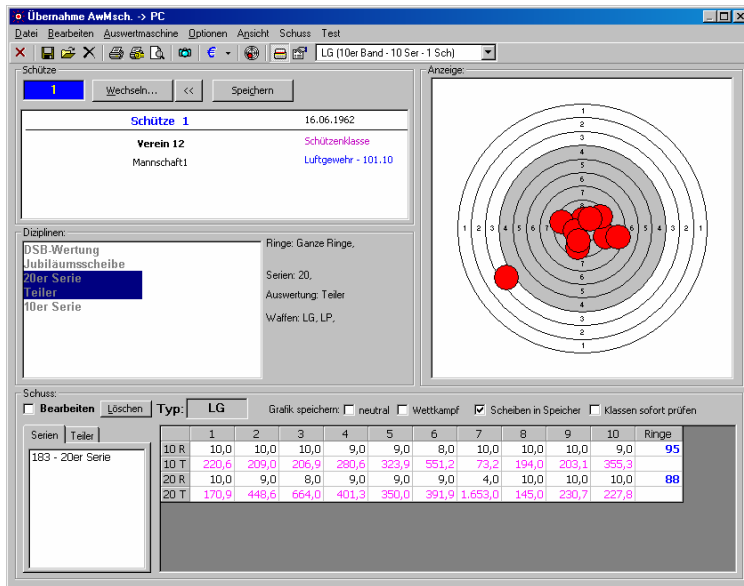 Übernahme AwMsch. -> PC
Datei Bearbeiten Auswertmaschine Optionen Ansicht Schuss Test
LG (10er Band - 10 Ser - 1 Sch)
Schütze
1 Wechseln... << Speichern
Schütze 1 16.06.1962
Verein 12 Schützenklasse
Mannschaft1 Luftgewehr - 101.10
Anzeige:
1
2
3
4
5
6
7
8
1 2 3 4 5 6 7 7 6 5 4 3 2 1
7
6
5
4
3
2
1
Diziplinen:
DSB-Wertung
Jubiläumsscheibe
20er Serie
Teiler
10er Serie
Ringe: Ganze Ringe,
Serien: 20,
Auswertung: Teiler
Waffen: LG, LP,
Schuss:
Bearbeiten Löschen Typ: LG Grafik speichern: neutral Wettkampf Scheiben in Speicher Klassen sofort prüfen
Serien Teiler
183 - 20er Serie
1 2 3 4 5 6 7 8 9 10 Ringe
10 R 10,0 10,0 10,0 9,0 9,0 8,0 10,0 10,0 10,0 9,0 95
10 T 220,6 209,0 206,9 280,6 323,9 551,2 73,2 194,0 203,1 355,3
20 R 10,0 9,0 8,0 9,0 9,0 9,0 4,0 10,0 10,0 10,0 88
20 T 170,9 448,6 664,0 401,3 350,0 391,9 1.653,0 145,0 230,7 227,8